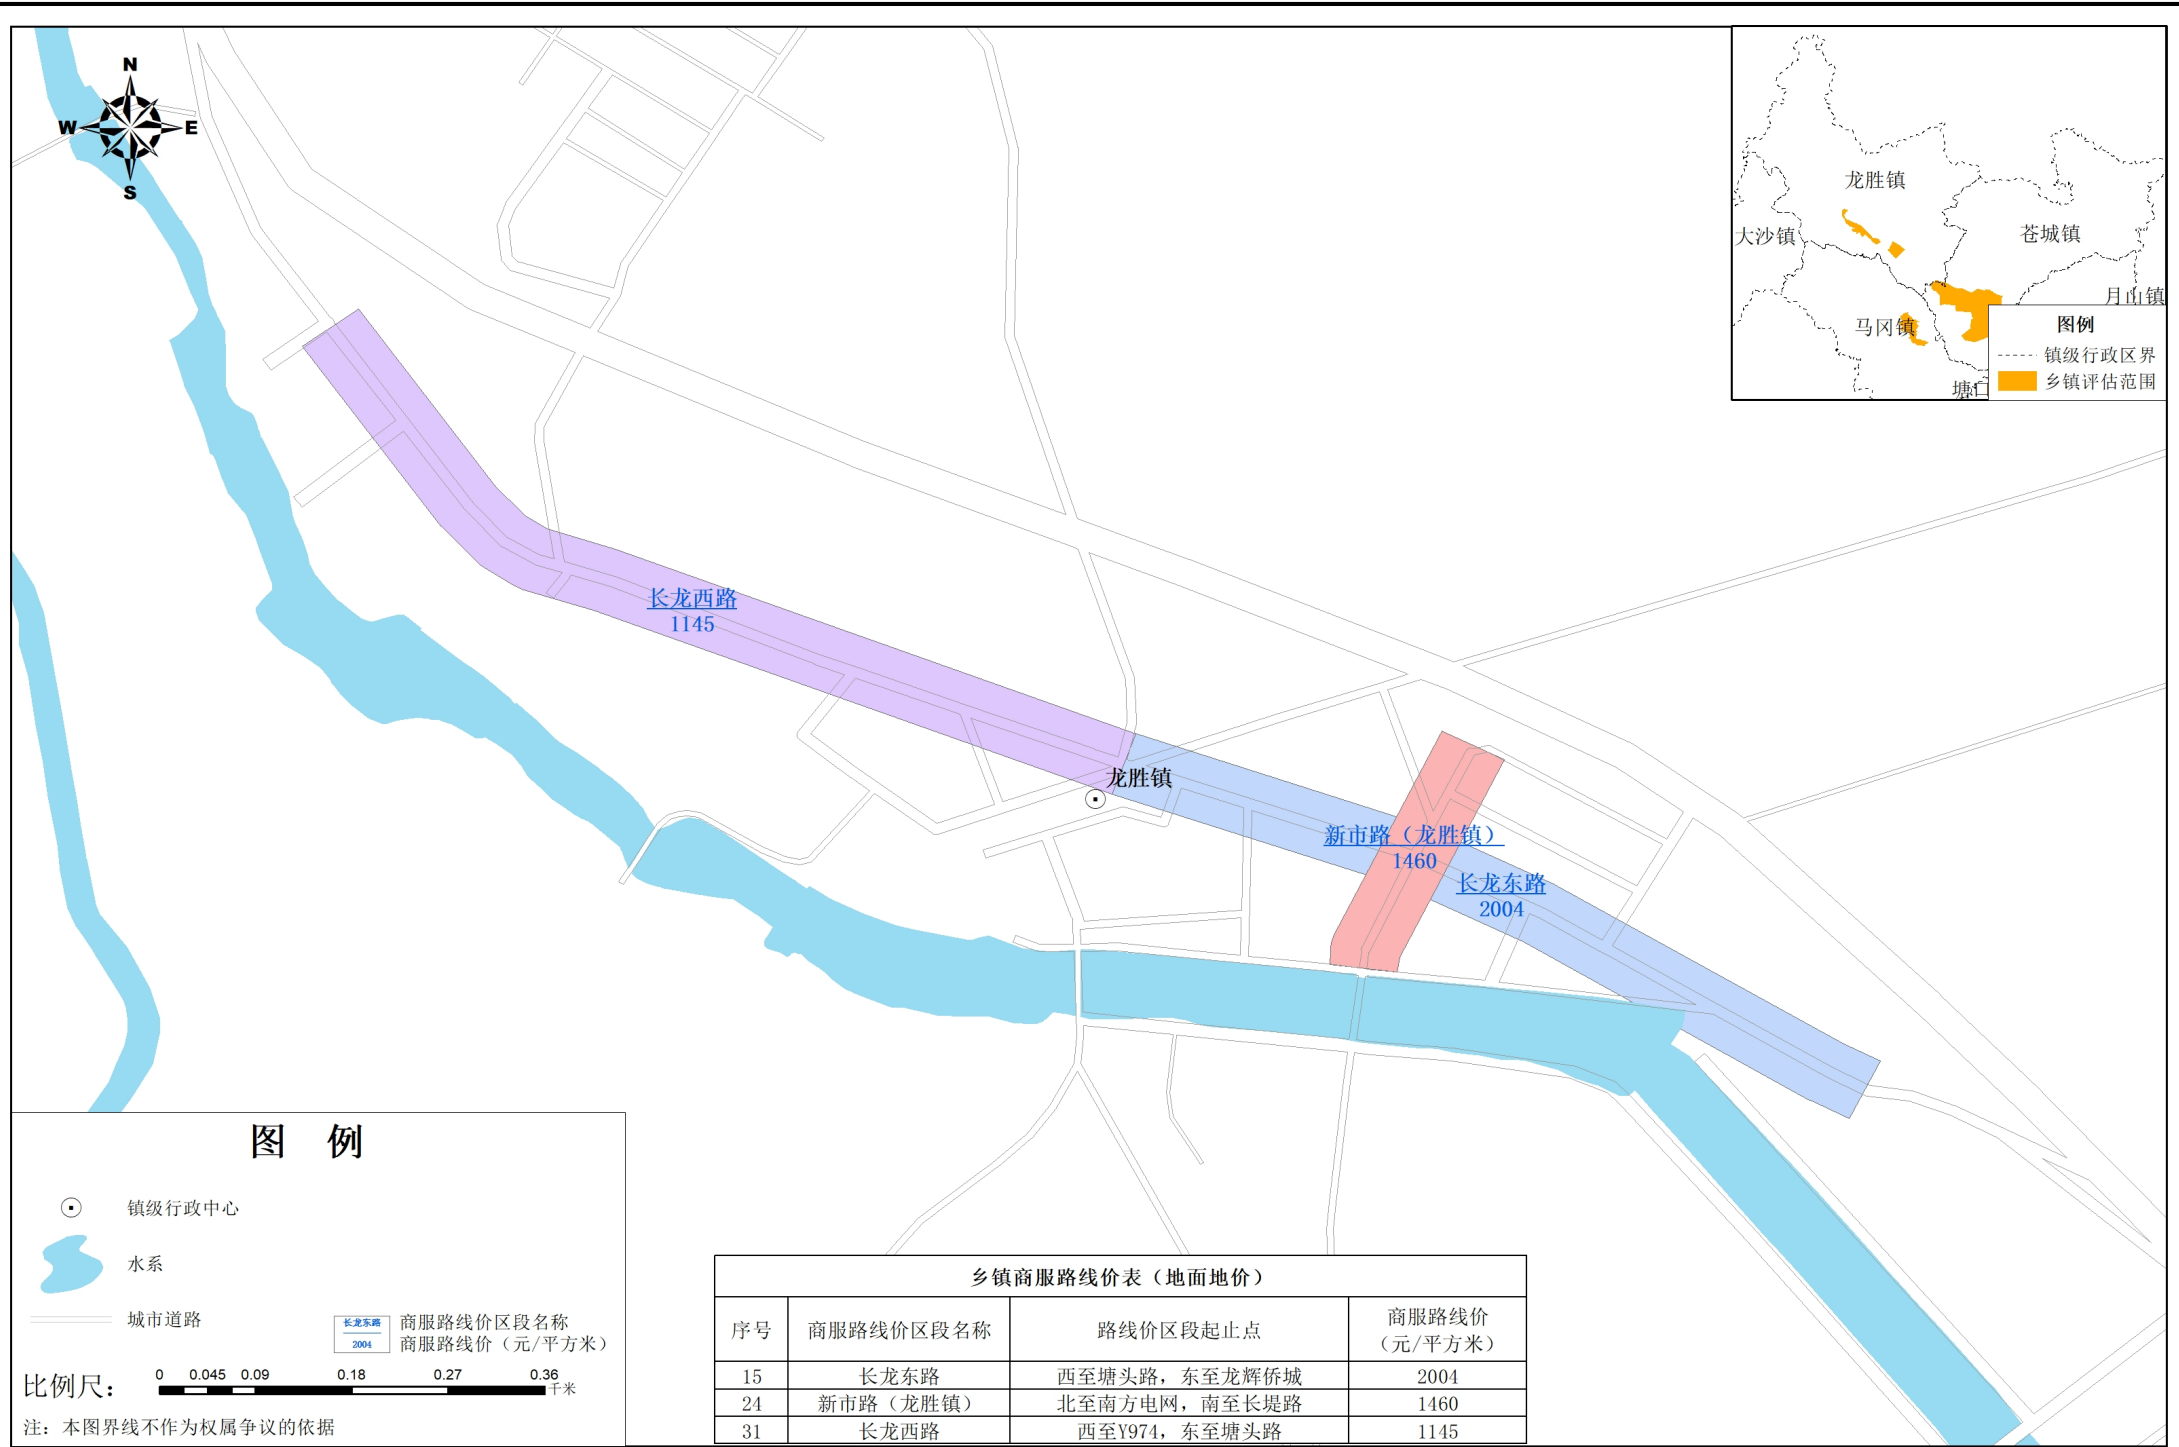 N
W E
S
龙胜镇
大沙镇
苍城镇
月山镇
马冈镇
塘口
图例
镇级行政区界
乡镇评估范围
长龙西路
1145
龙胜镇
新市路（龙胜镇）
1460
长龙东路
2004
图 例
镇级行政中心
水系
城市道路
长龙东路
2004
商服路线价区段名称
商服路线价（元/平方米）
比例尺：
0 0.045 0.09 0.18 0.27 0.36
千米
注：本图界线不作为权属争议的依据
乡镇商服路线价表（地面地价）
序号 商服路线价区段名称 路线价区段起止点 商服路线价（元/平方米）
15 长龙东路 西至塘头路，东至龙辉侨城 2004
24 新市路（龙胜镇） 北至南方电网，南至长堤路 1460
31 长龙西路 西至Y974，东至塘头路 1145